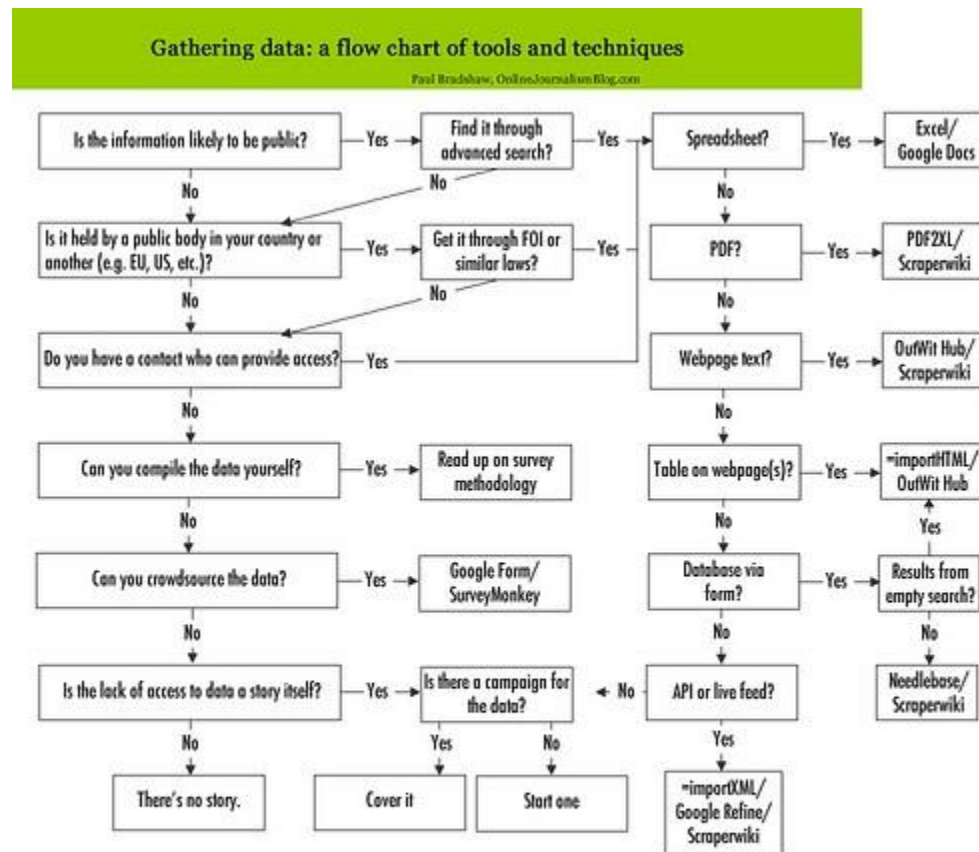 Gathering data: a flow chart of tools and techniques
Paul Bradshaw, OnlineJournalismBlog.com
Is the information likely to be public?
Yes
Find it through
advanced search?
Yes
Spreadsheet?
Yes
Excel/
Google Docs
No
No
No
Is it held by a public body in your country or
another (e.g. EU, US, etc.)?
Yes
Get it through FOI or
similar laws?
Yes
PDF?
Yes
PDF2XL/
Scraperwiki
No
No
No
Do you have a contact who can provide access?
Yes
Webpage text?
Yes
OutWit Hub/
Scraperwiki
No
No
Can you compile the data yourself?
Yes
Read up on survey
methodology
Table on webpage(s)?
Yes
=importHTML/
OutWit Hub
No
No
Yes
Can you crowdsource the data?
Yes
Google Form/
SurveyMonkey
Database via
form?
Yes
Results from
empty search?
No
No
No
Is the lack of access to data a story itself?
Yes
Is there a campaign for
the data?
No
API or live feed?
Needlebase/
Scraperwiki
No
Yes
No
Yes
There's no story.
Cover it
Start one
=importXML/
Google Refine/
Scraperwiki